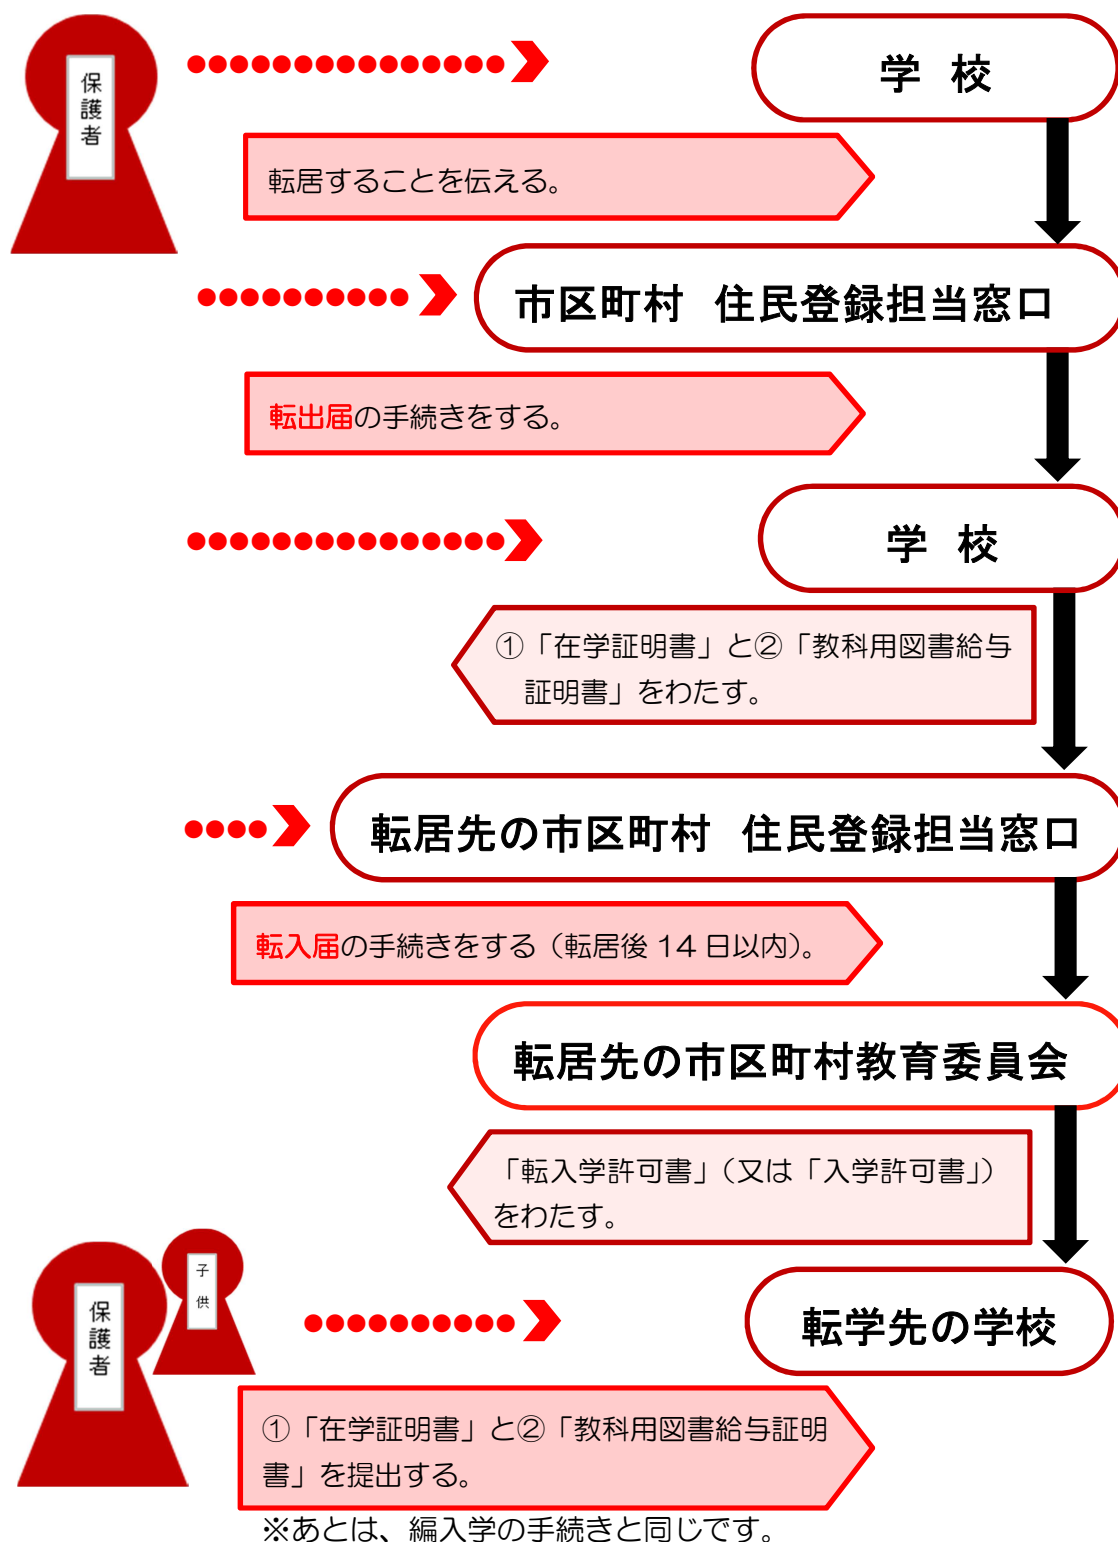 保護者
学 校
転居することを伝える。
市区町村 住民登録担当窓口
転出届の手続きをする。
学 校
①「在学証明書」と②「教科用図書給与
証明書」をわたす。
転居先の市区町村 住民登録担当窓口
転入届の手続きをする（転居後 14 日以内）。
転居先の市区町村教育委員会
「転入学許可書」（又は「入学許可書」）
をわたす。
子供
保護者
転学先の学校
①「在学証明書」と②「教科用図書給与証明
書」を提出する。
※あとは、編入学の手続きと同じです。